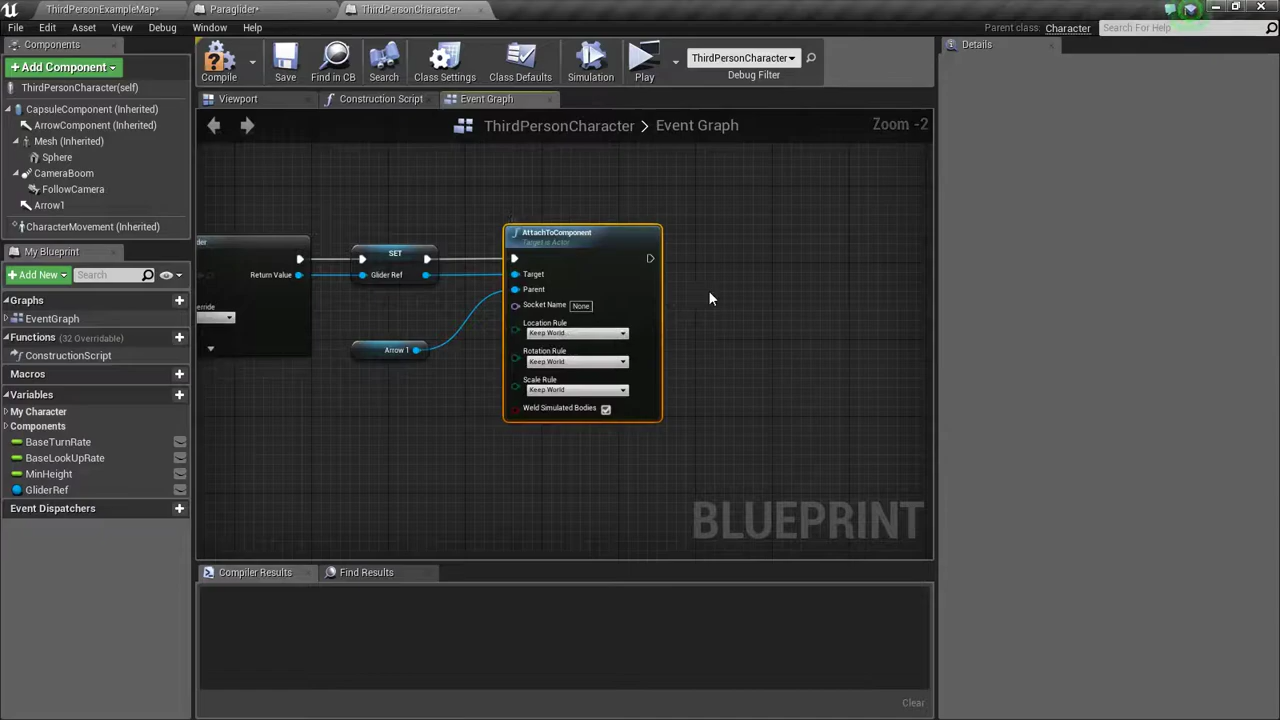 ThirdPersonExampleMap*
Paraglider*
ThirdPersonCharacter*
File
Edit
Asset
View
Debug
Window
Help
Parent class:
Character
Search For Help
Components
+ Add Component
ThirdPersonCharacter(self)
CapsuleComponent (Inherited)
ArrowComponent (Inherited)
Mesh (Inherited)
Sphere
CameraBoom
FollowCamera
Arrow1
CharacterMovement (Inherited)
My Blueprint
+ Add New
Search
Graphs
EventGraph
Functions (32 Overridable)
ConstructionScript
Macros
Variables
My Character
Components
BaseTurnRate
BaseLookUpRate
MinHeight
GliderRef
Event Dispatchers
Compile
Save
Find in CB
Search
Class Settings
Class Defaults
Simulation
Play
ThirdPersonCharacter
Debug Filter
Viewport
Construction Script
Event Graph
ThirdPersonCharacter > Event Graph
Zoom -2
der
Return Value
erride
SET
Glider Ref
Arrow 1
AttachToComponent
Target is Actor
Target
Parent
Socket Name None
Location Rule
Keep World
Rotation Rule
Keep World
Scale Rule
Keep World
Weld Simulated Bodies
BLUEPRINT
Compiler Results
Find Results
Clear
Details